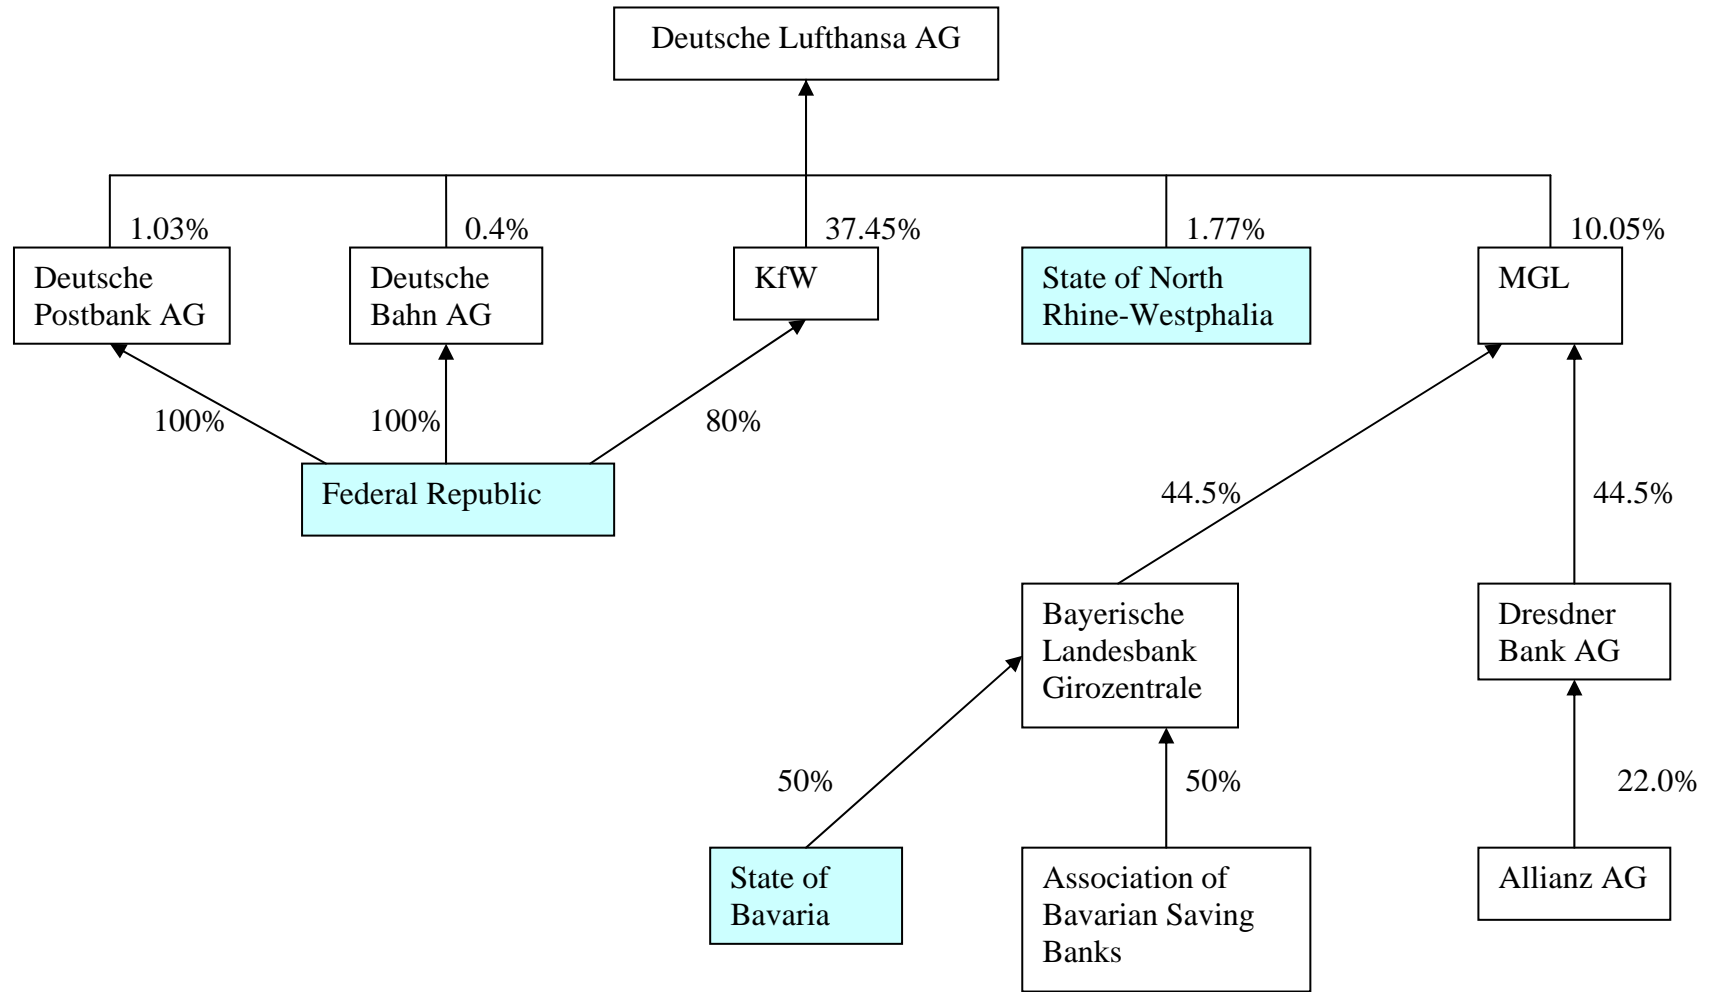 Deutsche Lufthansa AG
1.03%
0.4%
37.45%
1.77%
10.05%
Deutsche
Postbank AG
Deutsche
Bahn AG
KfW
State of North
Rhine-Westphalia
MGL
100%
100%
80%
Federal Republic
44.5%
44.5%
Bayerische
Landesbank
Girozentrale
Dresdner
Bank AG
50%
50%
22.0%
State of
Bavaria
Association of
Bavarian Saving
Banks
Allianz AG